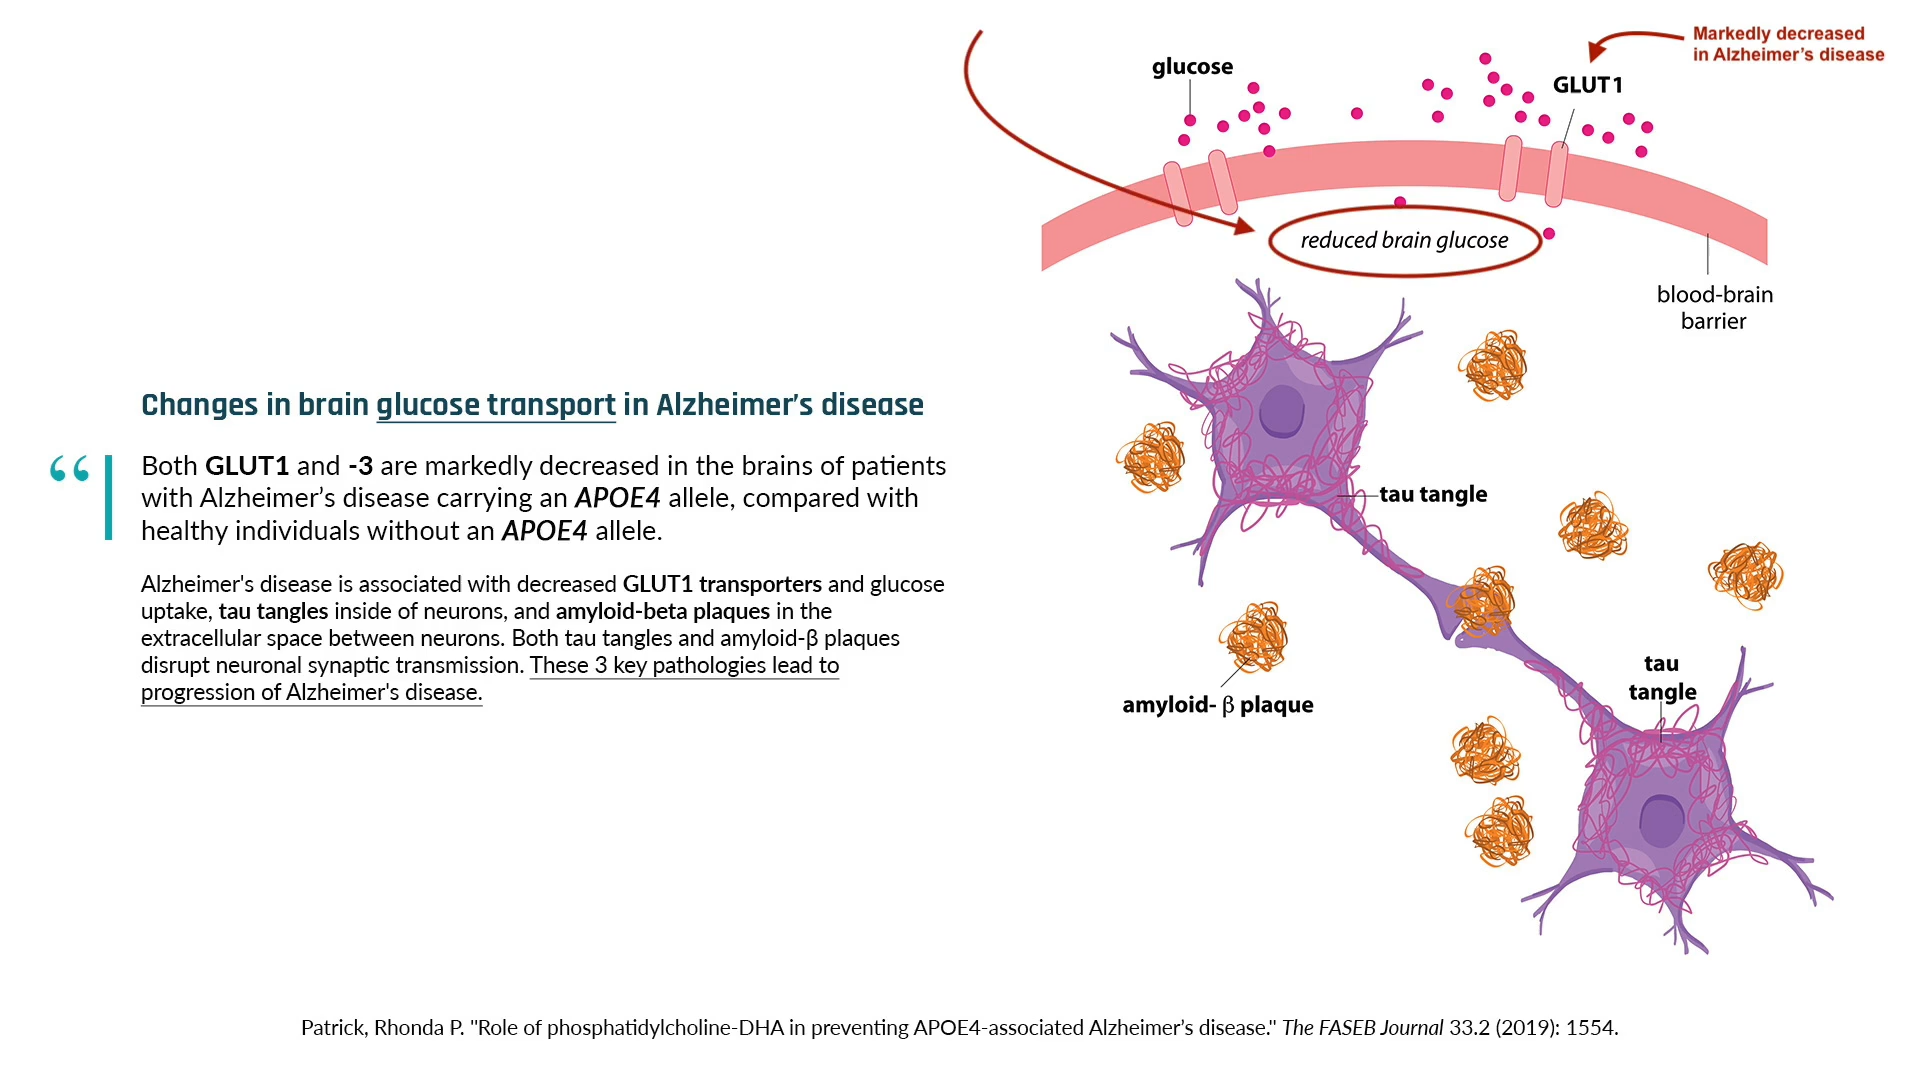 Markedly decreased
in Alzheimer's disease
glucose
GLUT1
reduced brain glucose
blood-brain
barrier
Changes in brain glucose transport in Alzheimer's disease
“
Both GLUT1 and -3 are markedly decreased in the brains of patients
with Alzheimer's disease carrying an APOE4 allele, compared with
healthy individuals without an APOE4 allele.
Alzheimer's disease is associated with decreased GLUT1 transporters and glucose
uptake, tau tangles inside of neurons, and amyloid-beta plaques in the
extracellular space between neurons. Both tau tangles and amyloid-β plaques
disrupt neuronal synaptic transmission. These 3 key pathologies lead to
progression of Alzheimer's disease.
tau tangle
amyloid- β plaque
tau
tangle
Patrick, Rhonda P. "Role of phosphatidylcholine-DHA in preventing APOE4-associated Alzheimer's disease." The FASEB Journal 33.2 (2019): 1554.